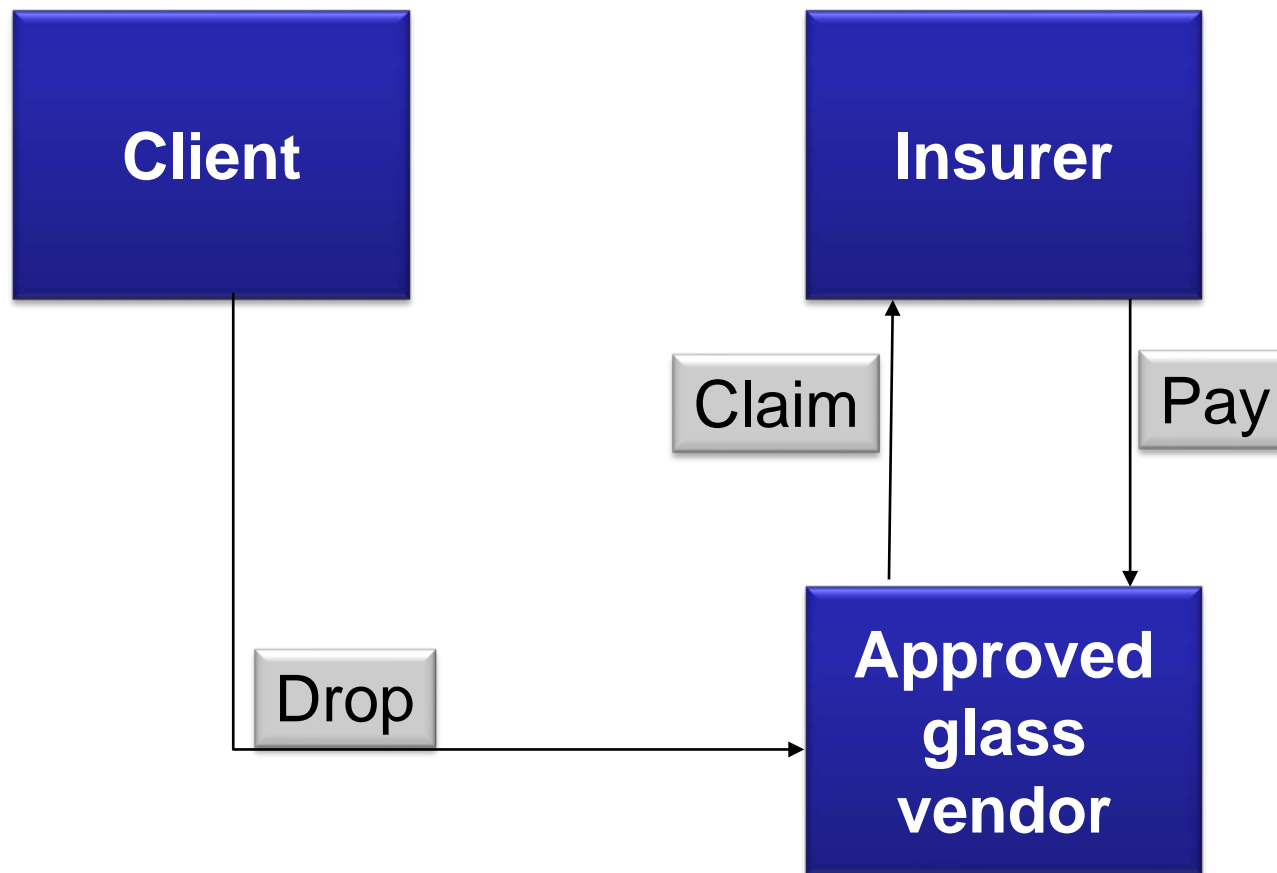 Client
Insurer
Claim
Pay
Drop
Approved
glass
vendor